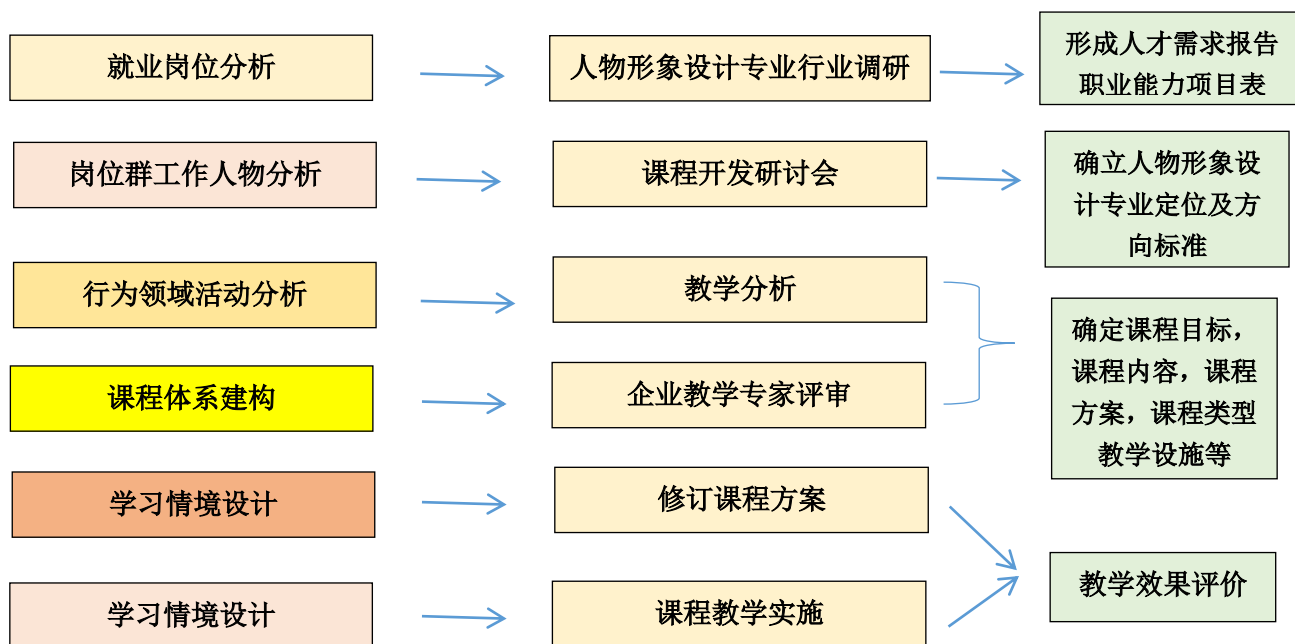 就业岗位分析
人物形象设计专业行业调研
形成人才需求报告
职业能力项目表
岗位群工作人物分析
课程开发研讨会
确立人物形象设
计专业定位及方
向标准
行为领域活动分析
教学分析
课程体系建构
企业教学专家评审
确定课程目标，
课程内容，课程
方案，课程类型
教学设施等
学习情境设计
修订课程方案
学习情境设计
课程教学实施
教学效果评价